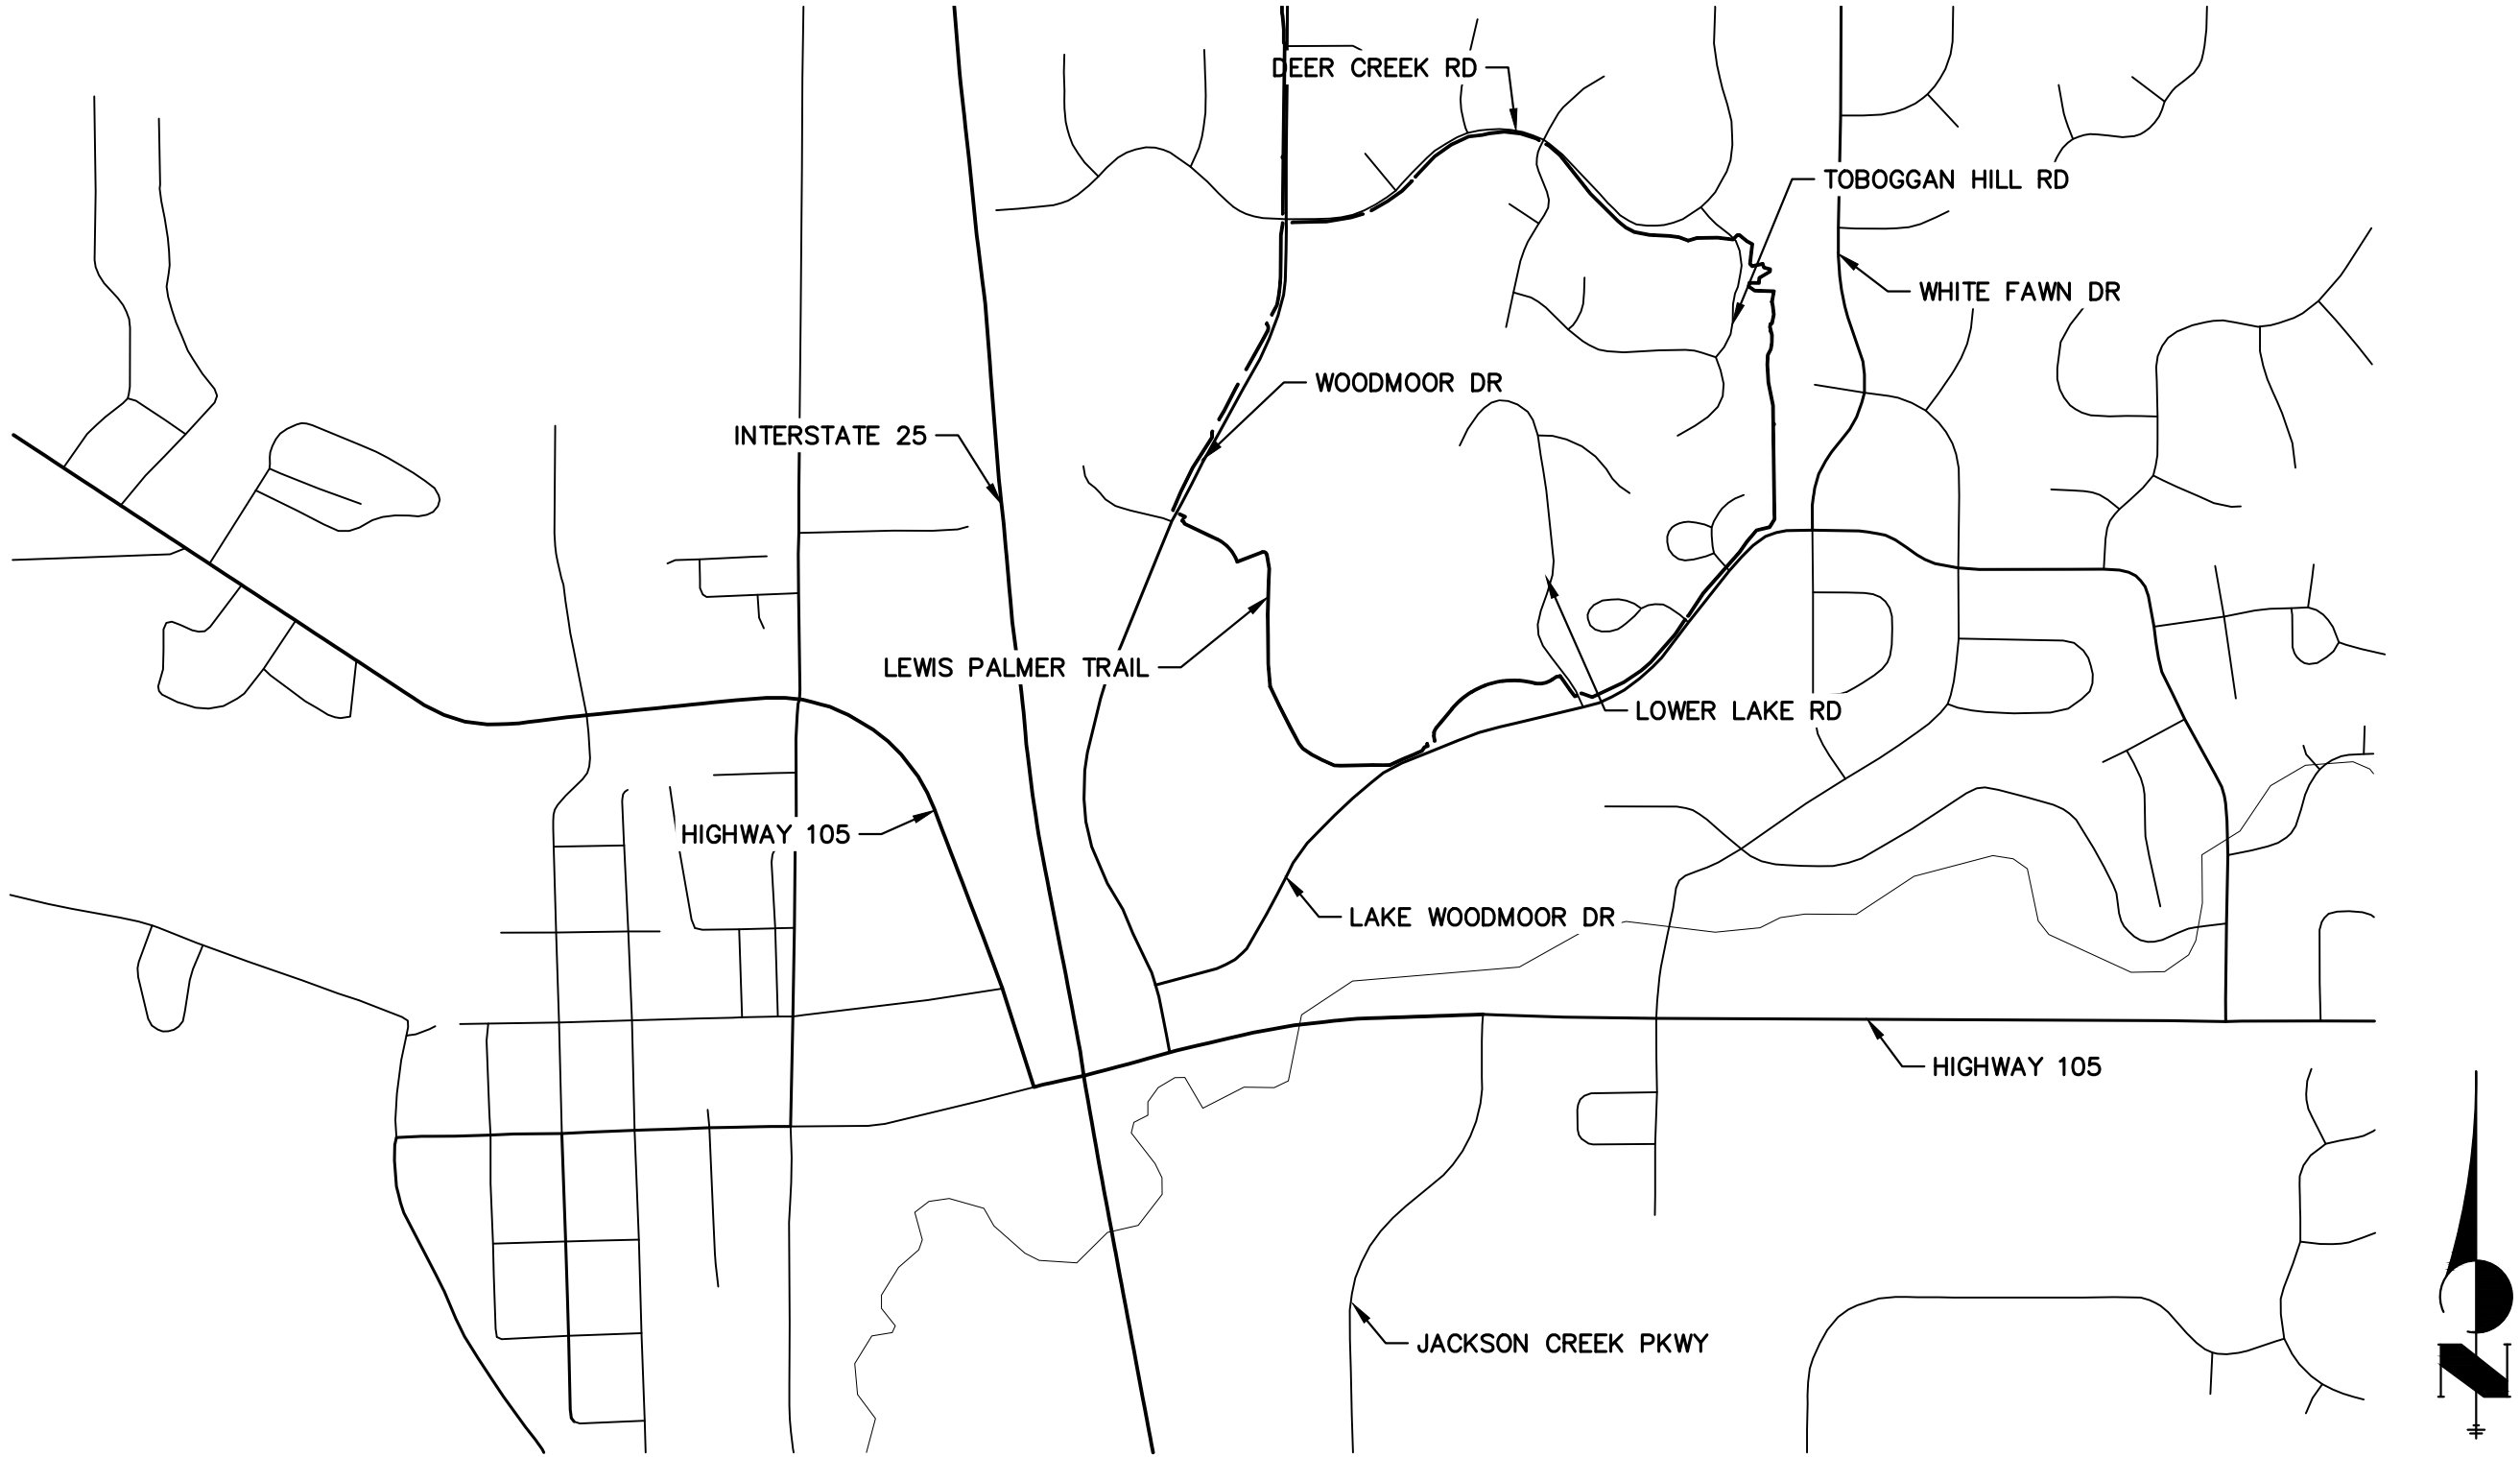 DEER CREEK RD
TOBOGGAN HILL RD
WHITE FAWN DR
WOODMOOR DR
INTERSTATE 25
LEWIS PALMER TRAIL
LOWER LAKE RD
HIGHWAY 105
LAKE WOODMOOR DR
HIGHWAY 105
JACKSON CREEK PKWY
N